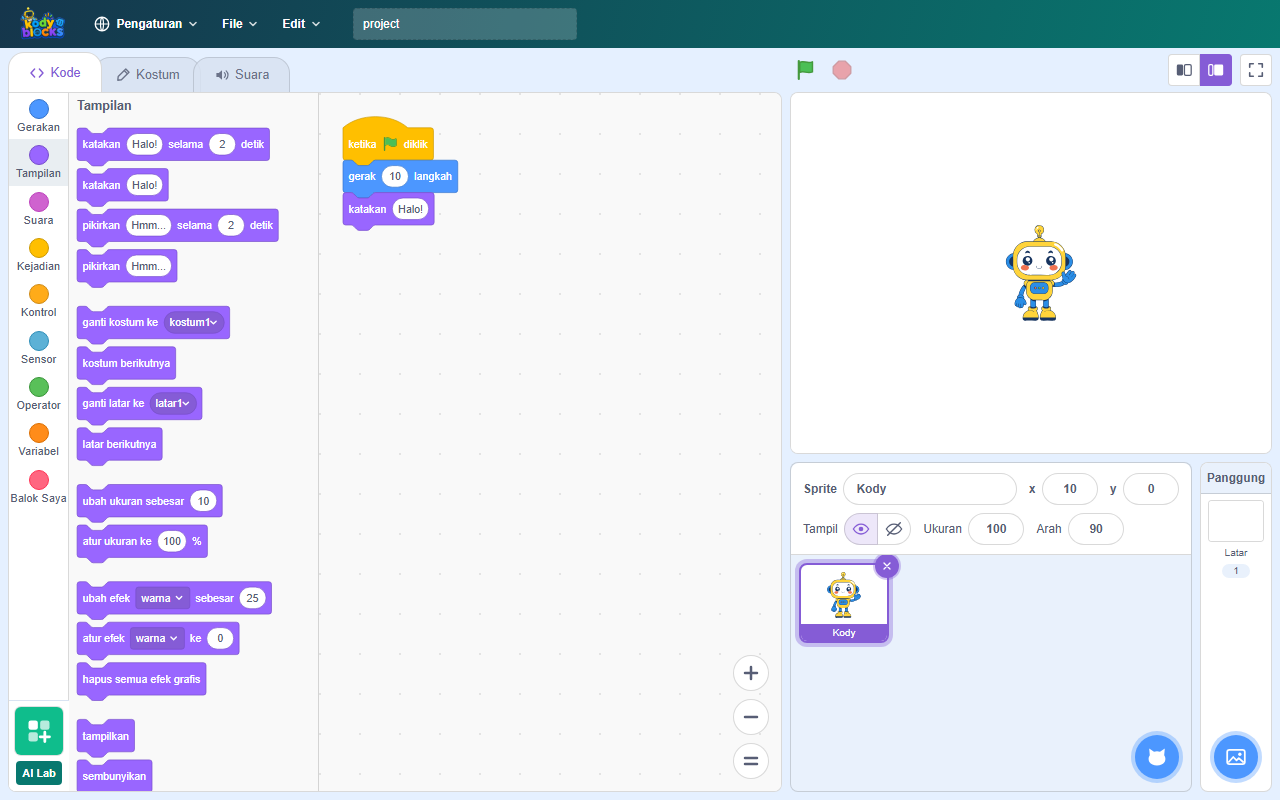 kody blocks
Pengaturan File Edit project
Kode Kostum Suara
Gerakan
Tampilan
Suara
Kejadian
Kontrol
Sensor
Operator
Variabel
Balok Saya
AI Lab
Tampilan
katakan Halo! selama 2 detik
katakan Halo!
pikirkan Hmm... selama 2 detik
pikirkan Hmm...
ganti kostum ke kostum1
kostum berikutnya
ganti latar ke latar1
latar berikutnya
ubah ukuran sebesar 10
atur ukuran ke 100 %
ubah efek warna sebesar 25
atur efek warna ke 0
hapus semua efek grafis
tampilkan
sembunyikan
ketika diklik
gerak 10 langkah
katakan Halo!
Sprite Kody x 10 y 0
Tampil Ukuran 100 Arah 90
Kody
Panggung
Latar
1